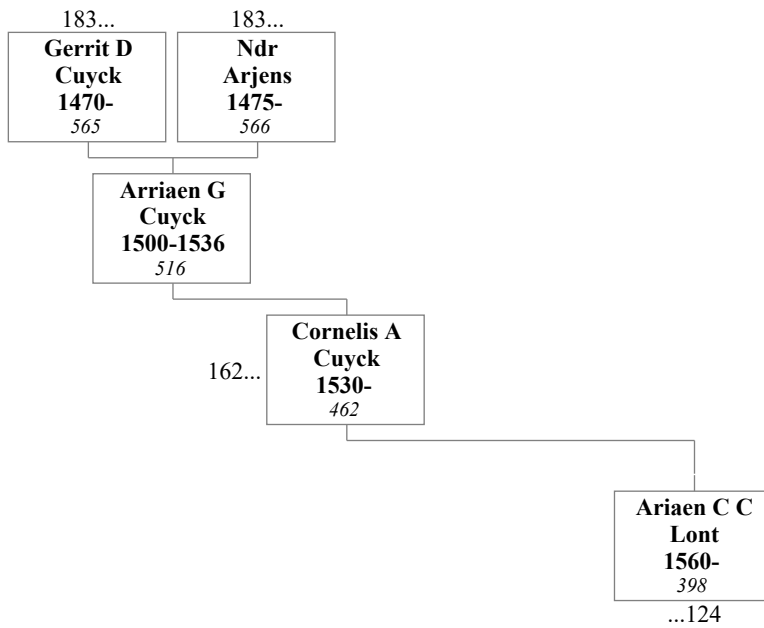 183...
Gerrit D
Cuyck
1470-
565
183...
Ndr
Arjens
1475-
566
Arriaen G
Cuyck
1500-1536
516
162...
Cornelis A
Cuyck
1530-
462
Ariaen C C
Lont
1560-
398
...124